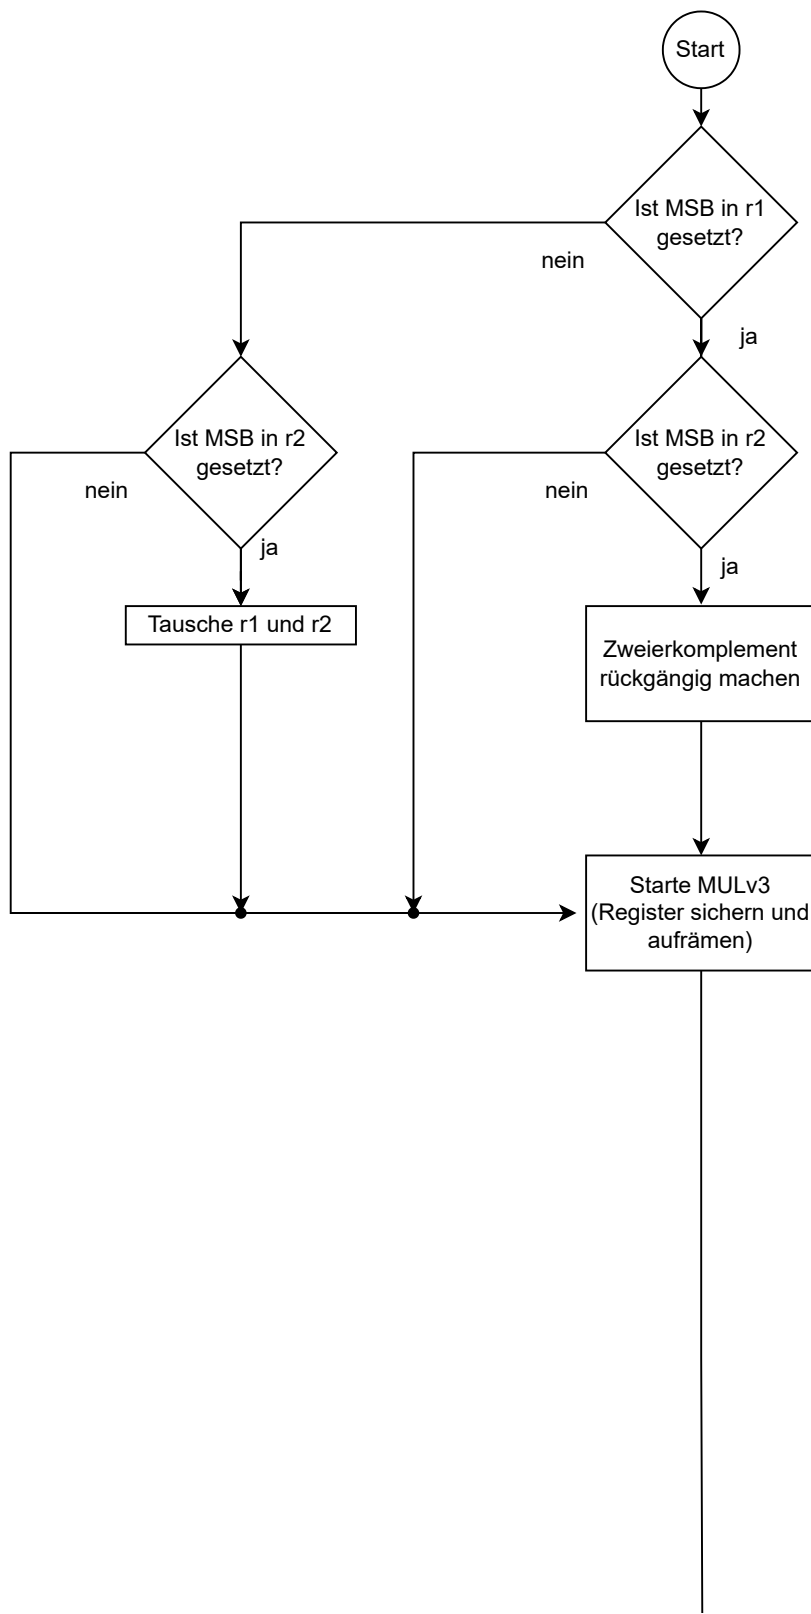 Start
Ist MSB in r1
gesetzt?
nein
ja
Ist MSB in r2
gesetzt?
nein
ja
Ist MSB in r2
gesetzt?
nein
ja
Tausche r1 und r2
Zweierkomplement
rückgängig machen
Starte MULv3
(Register sichern und
aufrämen)